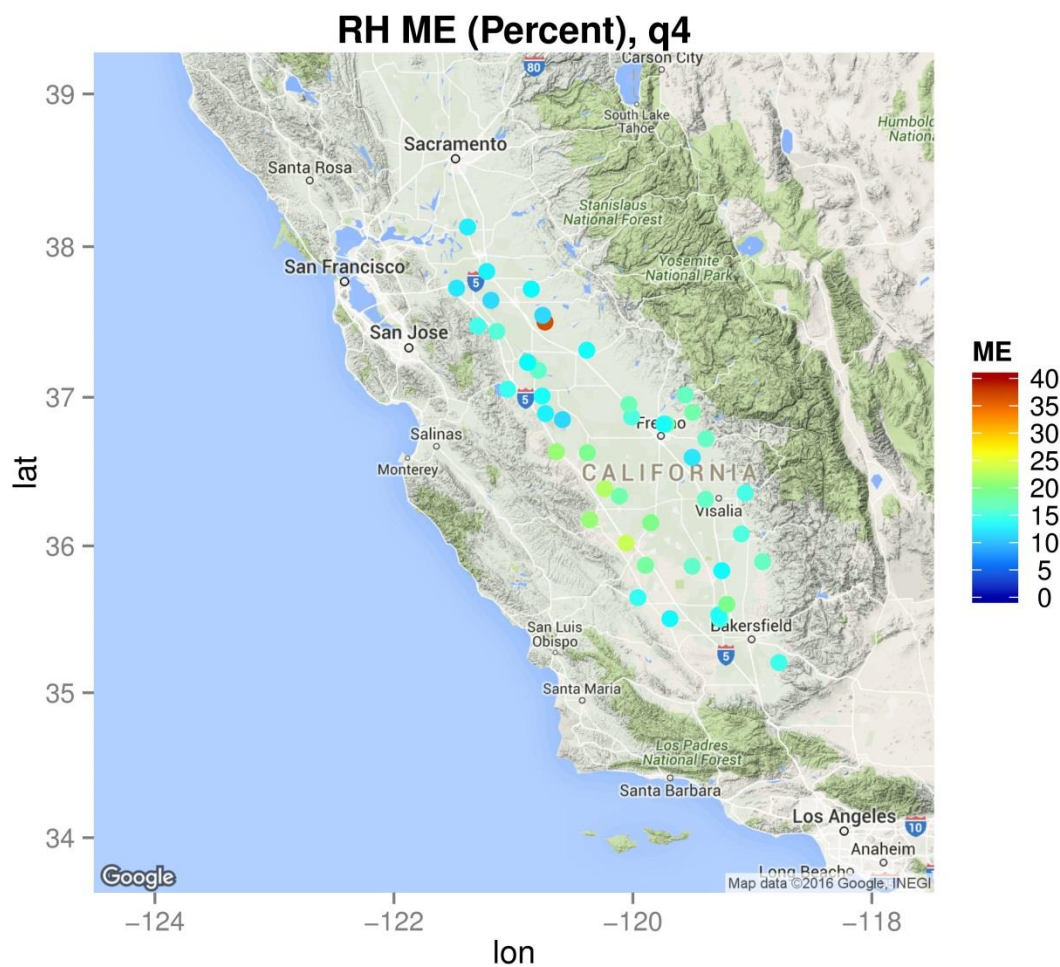 RH ME (Percent), q4
Carson City
80
39
South Lake
Tahoe
Humbol
Nation
Sacramento
Santa Rosa
Stanislaus
National Forest
38
Yosemite
National Park
San Francisco
5
San Jose
ME
40
30
25
20
15
10
5
0
37
5
Fresno
Salinas
Monterey
CALIFORNIA
Visalia
lat
36
San Luis
Obispo
Bakersfield
5
35
Santa Maria
Los Padres
National Forest
Santa Barbara
Los Angeles
10
34
Anaheim
Long Beach
Google
Map data ©2016 Google, INEGI
−124
−122
−120
−118
lon